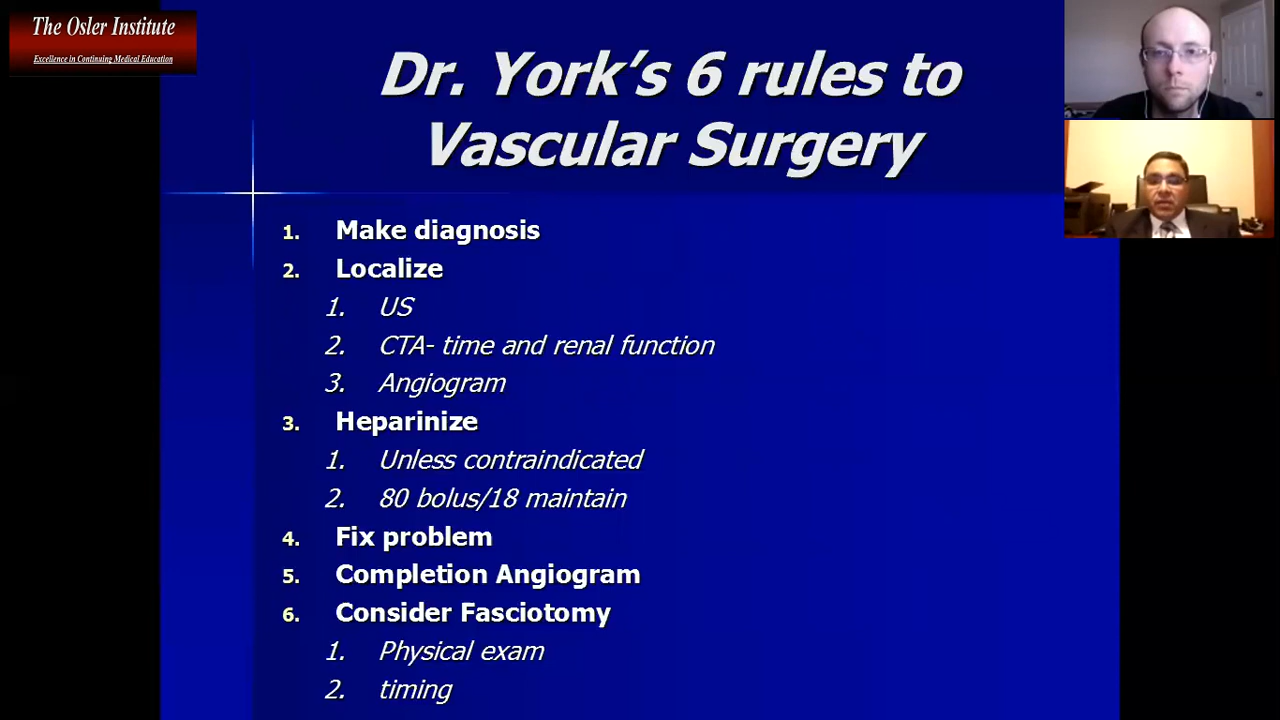 The Osler Institute
Excellence in Continuing Medical Education
Dr. York's 6 rules to
Vascular Surgery
1. Make diagnosis
2. Localize
1. US
2. CTA- time and renal function
3. Angiogram
3. Heparinize
1. Unless contraindicated
2. 80 bolus/18 maintain
4. Fix problem
5. Completion Angiogram
6. Consider Fasciotomy
1. Physical exam
2. timing